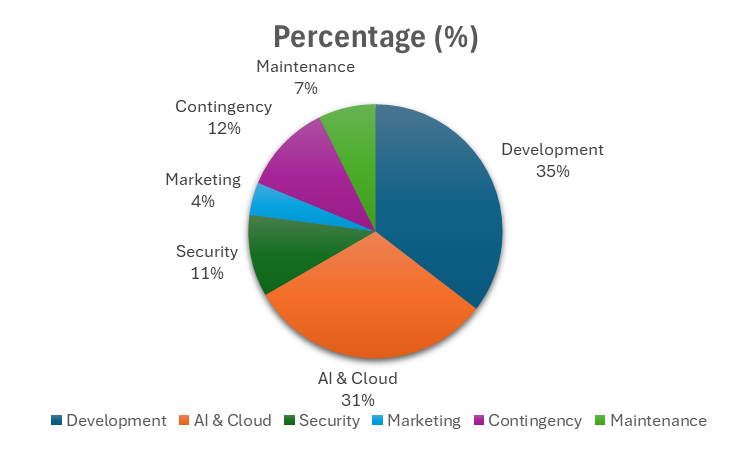 Percentage (%)
Maintenance
7%
Contingency
12%
Development
35%
Marketing
4%
Security
11%
AI & Cloud
31%
Development AI & Cloud Security Marketing Contingency Maintenance